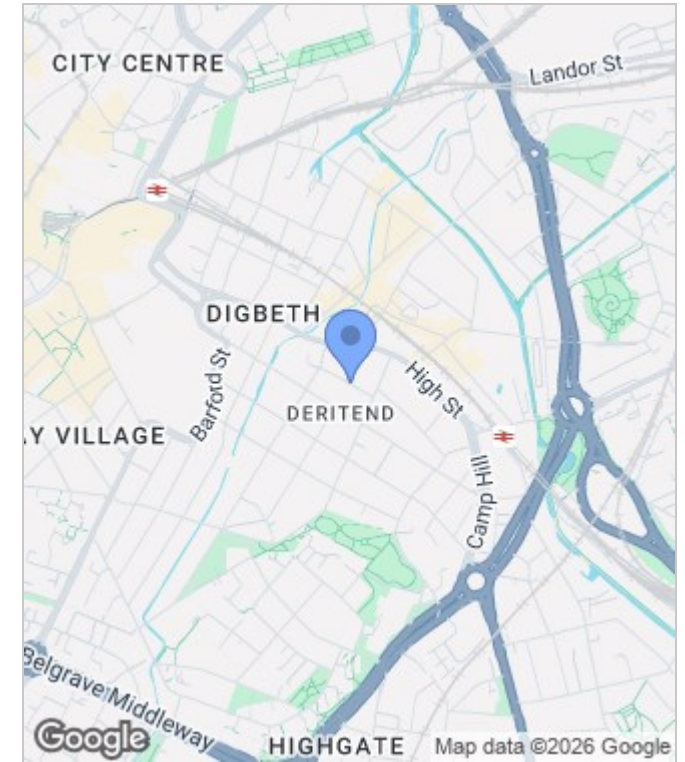 CITY CENTRE
Landor St
DIGBETH
Barford St
High St
DERITEND
AY VILLAGE
Camp Hill
Belgrave Middleway
HIGHGATE
Google
Map data ©2026 Google